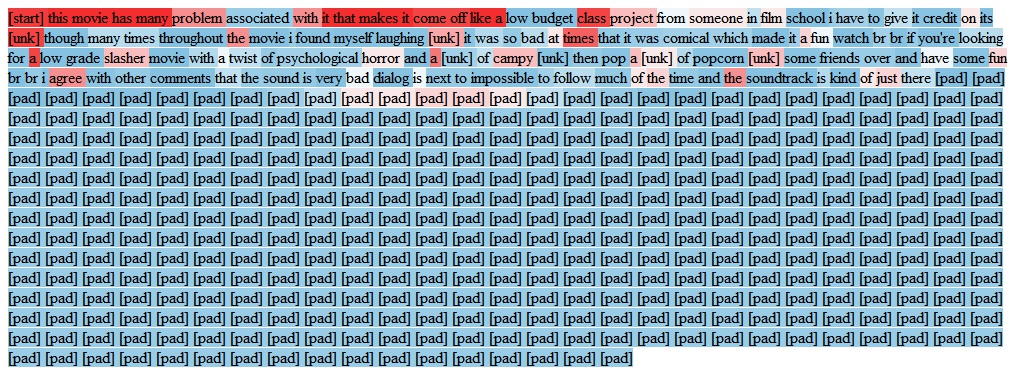 [start] this movie has many problem associated with it that makes it come off like a low budget class project from someone in film school i have to give it credit on its
[unk] though many times throughout the movie i found myself laughing [unk] it was so bad at times that it was comical which made it a fun watch br br if you're looking
for a low grade slasher movie with a twist of psychological horror and a [unk] of campy [unk] then pop a [unk] of popcorn [unk] some friends over and have some fun
br br i agree with other comments that the sound is very bad dialog is next to impossible to follow much of the time and the soundtrack is kind of just there [pad] [pad]
[pad] [pad] [pad] [pad] [pad] [pad] [pad] [pad] [pad] [pad] [pad] [pad] [pad] [pad] [pad] [pad] [pad] [pad] [pad] [pad] [pad] [pad] [pad] [pad] [pad] [pad] [pad]
[pad] [pad] [pad] [pad] [pad] [pad] [pad] [pad] [pad] [pad] [pad] [pad] [pad] [pad] [pad] [pad] [pad] [pad] [pad] [pad] [pad] [pad] [pad] [pad] [pad] [pad] [pad]
[pad] [pad] [pad] [pad] [pad] [pad] [pad] [pad] [pad] [pad] [pad] [pad] [pad] [pad] [pad] [pad] [pad] [pad] [pad] [pad] [pad] [pad] [pad] [pad] [pad] [pad] [pad]
[pad] [pad] [pad] [pad] [pad] [pad] [pad] [pad] [pad] [pad] [pad] [pad] [pad] [pad] [pad] [pad] [pad] [pad] [pad] [pad] [pad] [pad] [pad] [pad] [pad] [pad] [pad]
[pad] [pad] [pad] [pad] [pad] [pad] [pad] [pad] [pad] [pad] [pad] [pad] [pad] [pad] [pad] [pad] [pad] [pad] [pad] [pad] [pad] [pad] [pad] [pad] [pad] [pad] [pad]
[pad] [pad] [pad] [pad] [pad] [pad] [pad] [pad] [pad] [pad] [pad] [pad] [pad] [pad] [pad] [pad] [pad] [pad] [pad] [pad] [pad] [pad] [pad] [pad] [pad] [pad] [pad]
[pad] [pad] [pad] [pad] [pad] [pad] [pad] [pad] [pad] [pad] [pad] [pad] [pad] [pad] [pad] [pad] [pad] [pad] [pad] [pad] [pad] [pad] [pad] [pad] [pad] [pad] [pad]
[pad] [pad] [pad] [pad] [pad] [pad] [pad] [pad] [pad] [pad] [pad] [pad] [pad] [pad] [pad] [pad] [pad] [pad] [pad] [pad] [pad] [pad] [pad] [pad] [pad] [pad] [pad]
[pad] [pad] [pad] [pad] [pad] [pad] [pad] [pad] [pad] [pad] [pad] [pad] [pad] [pad] [pad] [pad] [pad] [pad] [pad] [pad] [pad] [pad] [pad] [pad] [pad] [pad] [pad]
[pad] [pad] [pad] [pad] [pad] [pad] [pad] [pad] [pad] [pad] [pad] [pad] [pad] [pad] [pad] [pad] [pad] [pad] [pad] [pad] [pad] [pad] [pad] [pad] [pad] [pad] [pad]
[pad] [pad] [pad] [pad] [pad] [pad] [pad] [pad] [pad] [pad] [pad] [pad] [pad] [pad] [pad] [pad] [pad] [pad] [pad] [pad] [pad] [pad] [pad] [pad] [pad] [pad] [pad]
[pad] [pad] [pad] [pad] [pad] [pad] [pad] [pad] [pad] [pad] [pad] [pad] [pad] [pad] [pad] [pad] [pad] [pad] [pad] [pad] [pad] [pad] [pad] [pad] [pad] [pad] [pad]
[pad] [pad] [pad] [pad] [pad] [pad] [pad] [pad] [pad] [pad] [pad] [pad] [pad] [pad] [pad] [pad] [pad] [pad] [pad] [pad] [pad] [pad] [pad] [pad] [pad] [pad] [pad]
[pad] [pad] [pad] [pad] [pad] [pad] [pad] [pad] [pad] [pad] [pad] [pad] [pad] [pad] [pad] [pad] [pad]